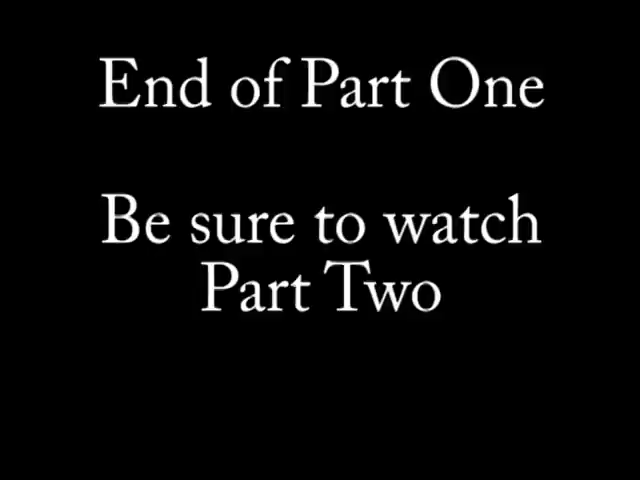 End of Part One
Be sure to watch
Part Two